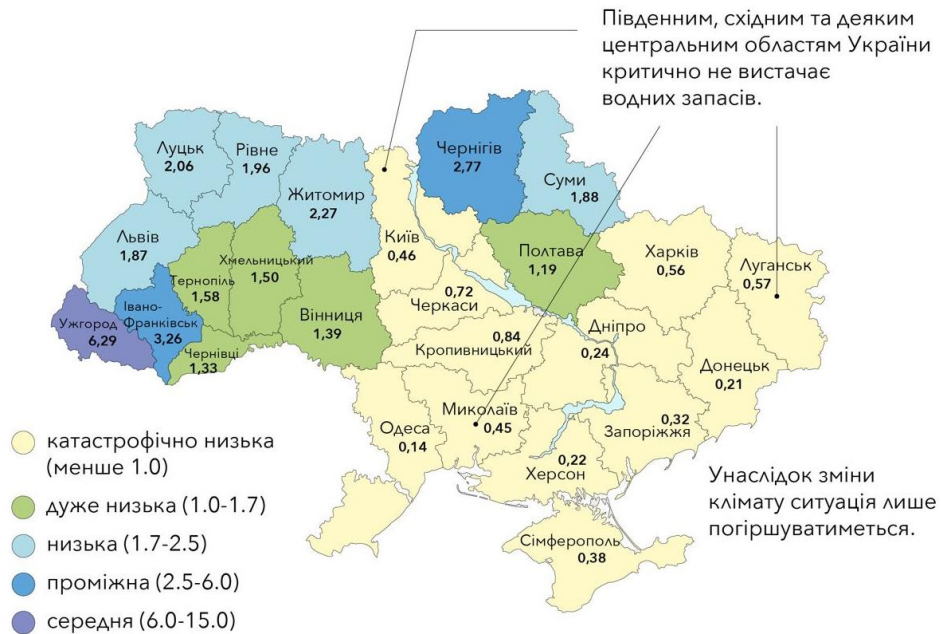 Південним, східним та деяким
центральним областям України
критично не вистачає
водних запасів.
Луцьк
2,06
Рівне
1,96
Житомир
2,27
Чернігів
2,77
Суми
1,88
Львів
1,87
Тернопіль
1,58
Хмельницький
1,50
Київ
0,46
Полтава
1,19
Харків
0,56
Луганськ
0,57
Ужгород
6,29
Івано-
Франківськ
3,26
Чернівці
1,33
Вінниця
1,39
0,72
Черкаси
0,84
Кропивницький
Дніпро
0,24
Донецьк
0,21
Одеса
0,14
Миколаїв
0,45
0,32
Запоріжжя
0,22
Херсон
Сімферополь
0,38
катастрофічно низька
(менше 1.0)
дуже низька (1.0-1.7)
низька (1.7-2.5)
проміжна (2.5-6.0)
середня (6.0-15.0)
Унаслідок зміни
клімату ситуація лише
погіршуватиметься.